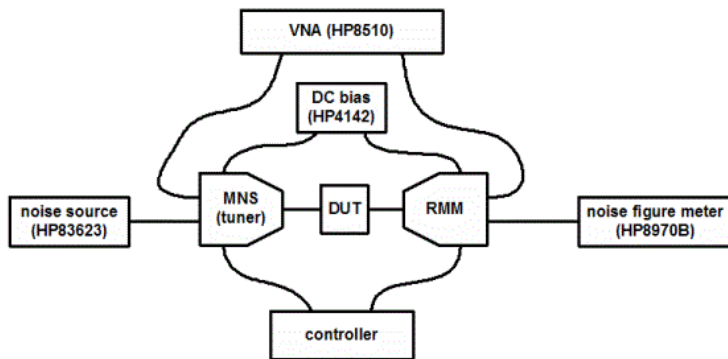 VNA (HP8510)
DC bias
(HP4142)
MNS
(tuner)
DUT
RMM
noise source
(HP83623)
noise figure meter
(HP8970B)
controller